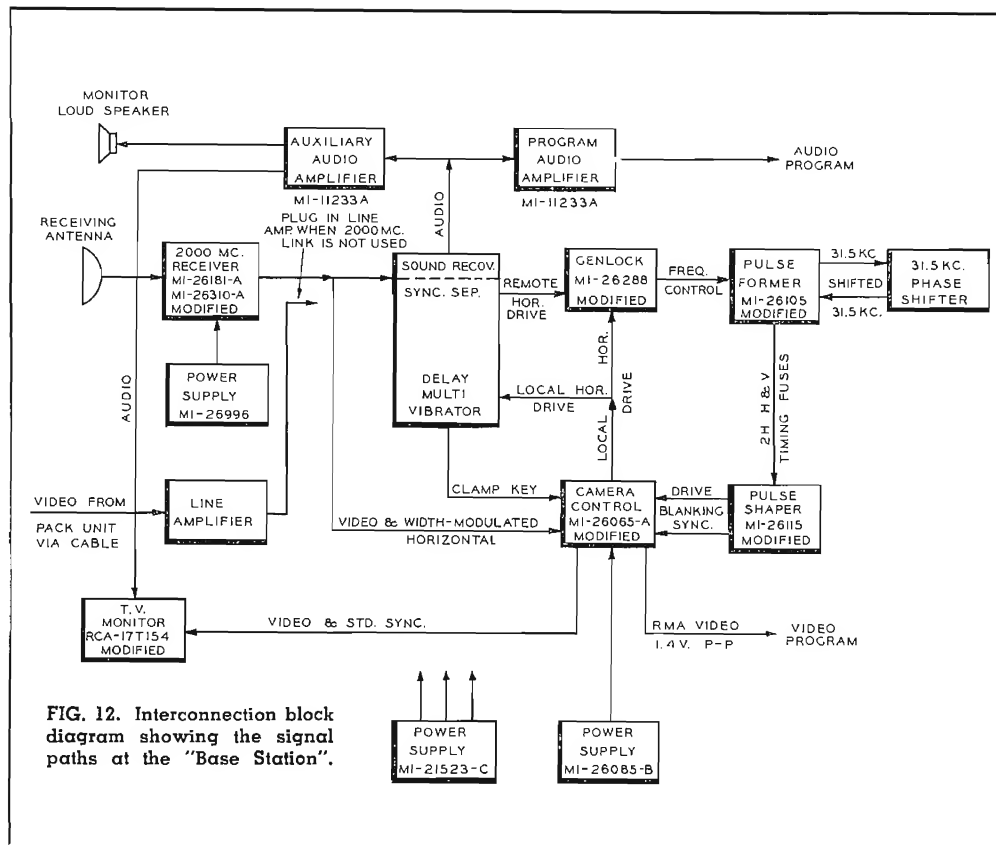 MONITOR
LOUD SPEAKER
AUXILIARY
AUDIO
AMPLIFIER
MI-11233A
PROGRAM
AUDIO
AMPLIFIER
MI-11233A
AUDIO
PROGRAM
PLUG IN LINE
AMP. WHEN 2000 MC.
LINK IS NOT USED
AUDIO
RECEIVING
ANTENNA
2000 MC.
RECEIVER
MI-26181-A
MI-26310-A
MODIFIED
SOUND RECOV.
SYNC. SEP.
DELAY
MULTI
VIBRATOR
REMOTE
HOR.
DRIVE
GENLOCK
MI-26288
MODIFIED
FREQ.
CONTROL
PULSE
FORMER
MI-26105
MODIFIED
31.5 KC.
SHIFTED
31.5 KC.
31.5 KC.
PHASE
SHIFTER
POWER
SUPPLY
MI-26996
AUDIO
LOCAL HOR.
DRIVE
LOCAL HOR.
DRIVE
2H H & V
TIMING FUSES
CLAMP KEY
VIDEO FROM
PACK UNIT
VIA CABLE
LINE
AMPLIFIER
VIDEO & WIDTH-MODULATED
HORIZONTAL
CAMERA
CONTROL
MI-26065-A
MODIFIED
DRIVE
BLANKING
SYNC.
PULSE
SHAPER
MI-26115
MODIFIED
T. V.
MONITOR
RCA-17T154
MODIFIED
VIDEO & STD. SYNC.
RMA VIDEO
1.4 V. P-P
VIDEO
PROGRAM
POWER
SUPPLY
MI-21523-C
POWER
SUPPLY
MI-26085-B
FIG. 12. Interconnection block
diagram showing the signal
paths at the "Base Station".